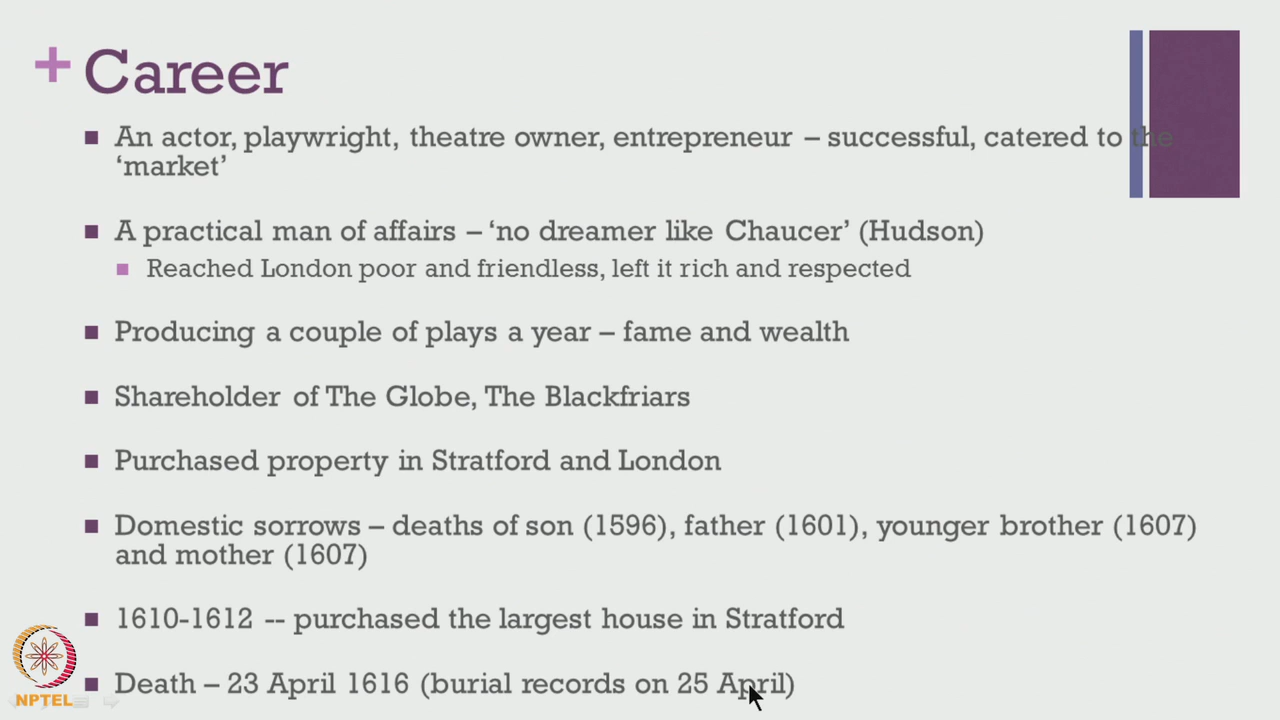 + Career
■ An actor, playwright, theatre owner, entrepreneur – successful, catered to the
‘market’
■ A practical man of affairs – ‘no dreamer like Chaucer’ (Hudson)
■ Reached London poor and friendless, left it rich and respected
■ Producing a couple of plays a year – fame and wealth
■ Shareholder of The Globe, The Blackfriars
■ Purchased property in Stratford and London
■ Domestic sorrows – deaths of son (1596), father (1601), younger brother (1607)
and mother (1607)
■ 1610-1612 -- purchased the largest house in Stratford
■ Death – 23 April 1616 (burial records on 25 April)
NPTEL